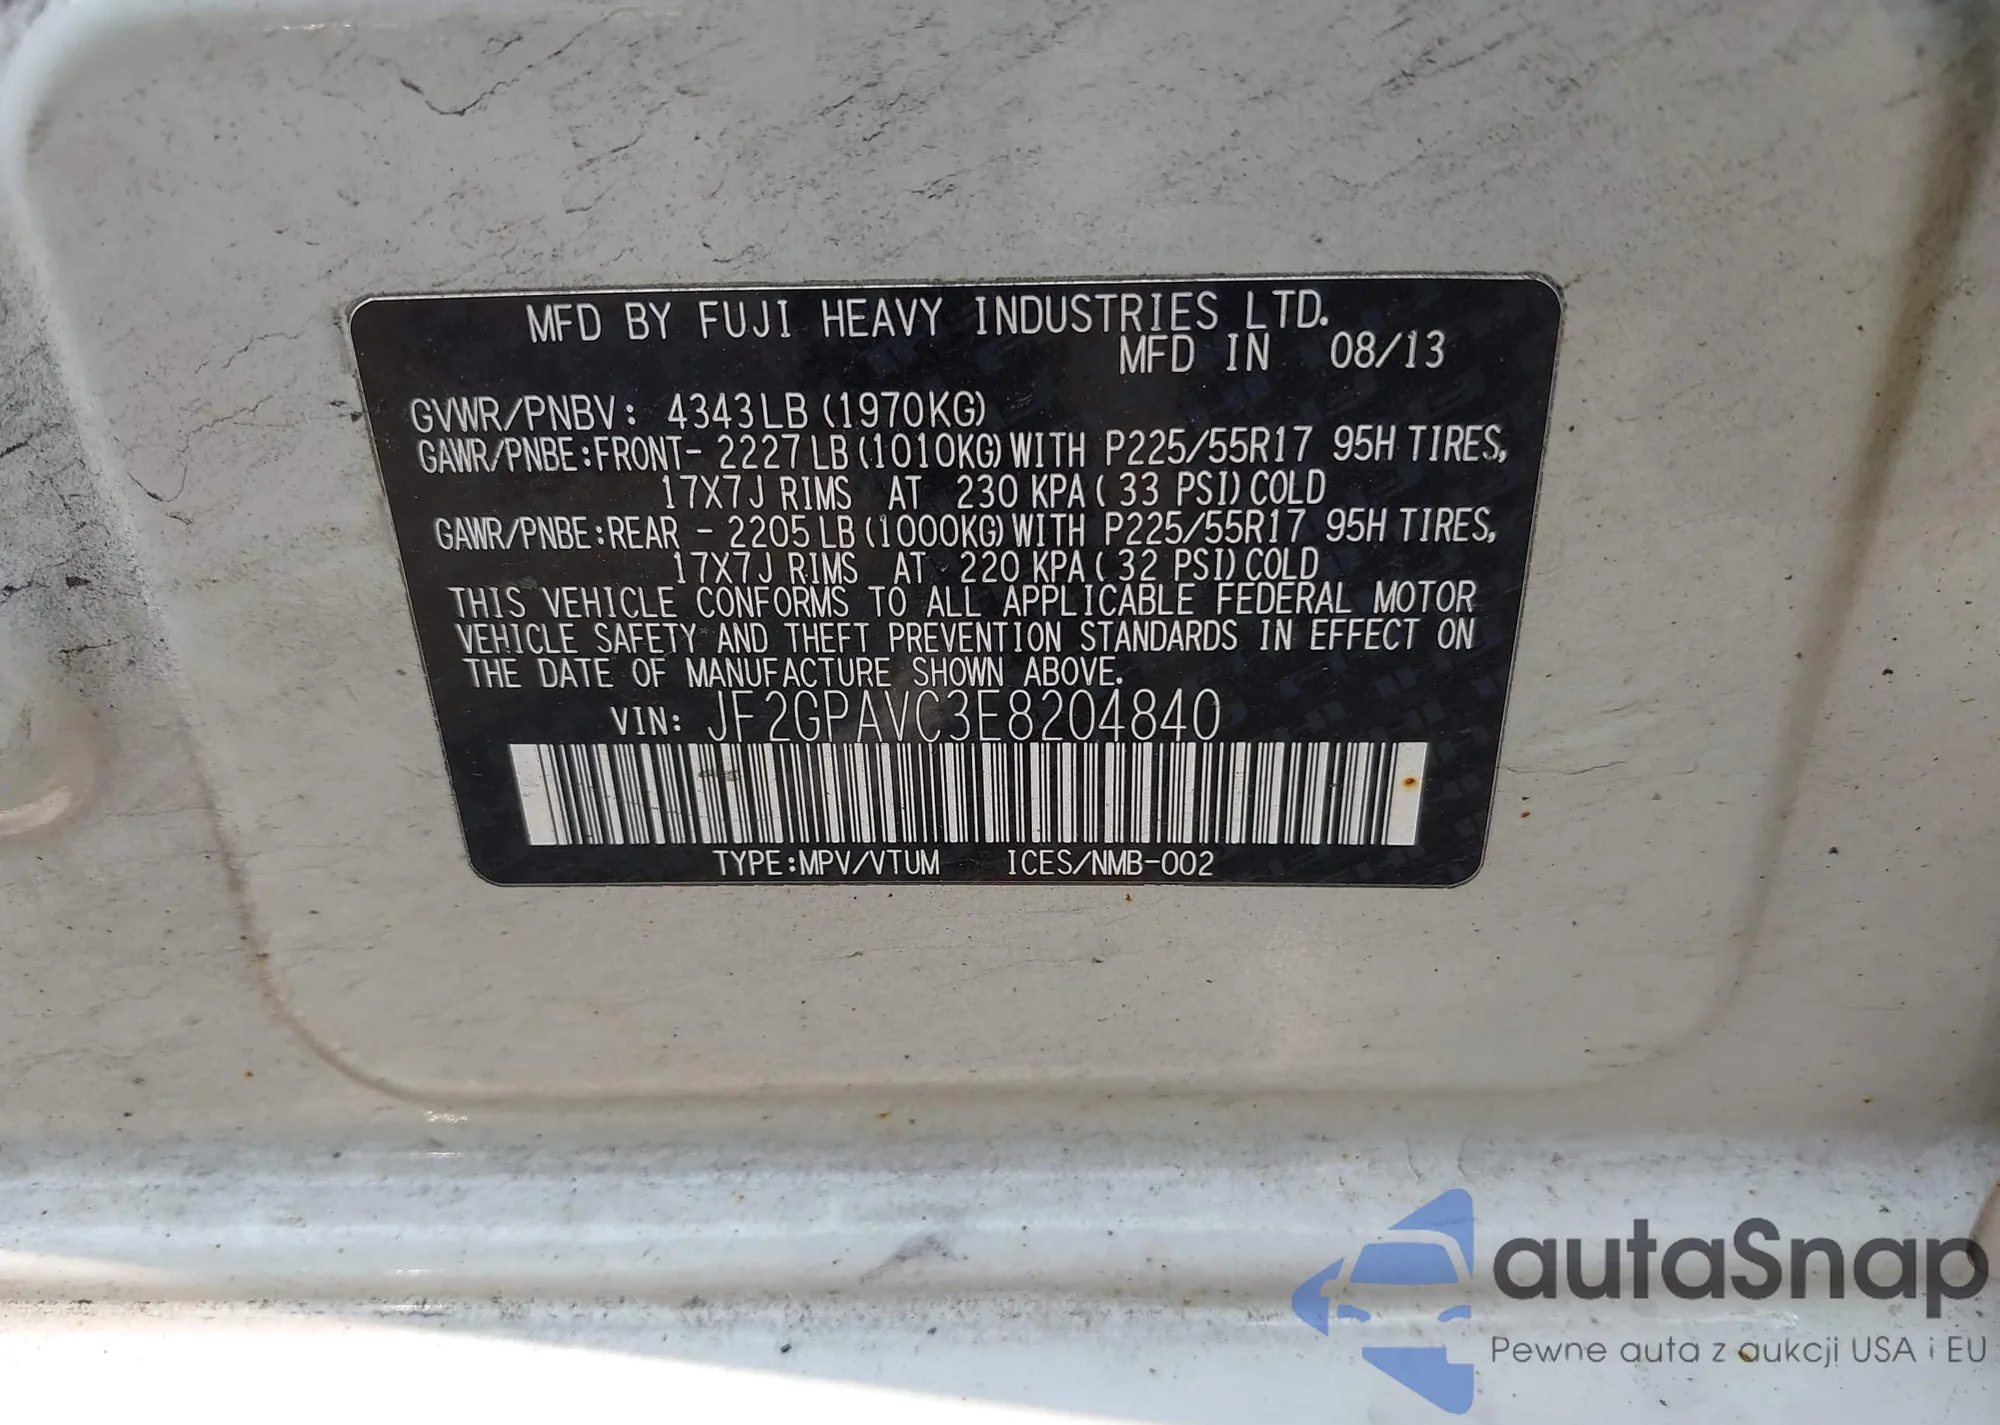 MFD BY FUJI HEAVY INDUSTRIES LTD.
MFD IN 08/13
GVWR/PNBV: 4343LB (1970KG)
GAWR/PNBE:FRONT- 2227LB (1010KG) WITH P225/55R17 95H TIRES,
17X7J RIMS AT 230 KPA( 33 PSI) COLD
GAWR/PNBE:REAR - 2205LB (1000KG) WITH P225/55R17 95H TIRES,
17X7J RIMS AT 220 KPA( 32 PSI) COLD
THIS VEHICLE CONFORMS TO ALL APPLICABLE FEDERAL MOTOR
VEHICLE SAFETY AND THEFT PREVENTION STANDARDS IN EFFECT ON
THE DATE OF MANUFACTURE SHOWN ABOVE.
VIN: JF2GPAVC3E8204840
TYPE:MPV/VTUM ICES/NMB-002
autaSnap
Pewne auta z aukcji USA i EU